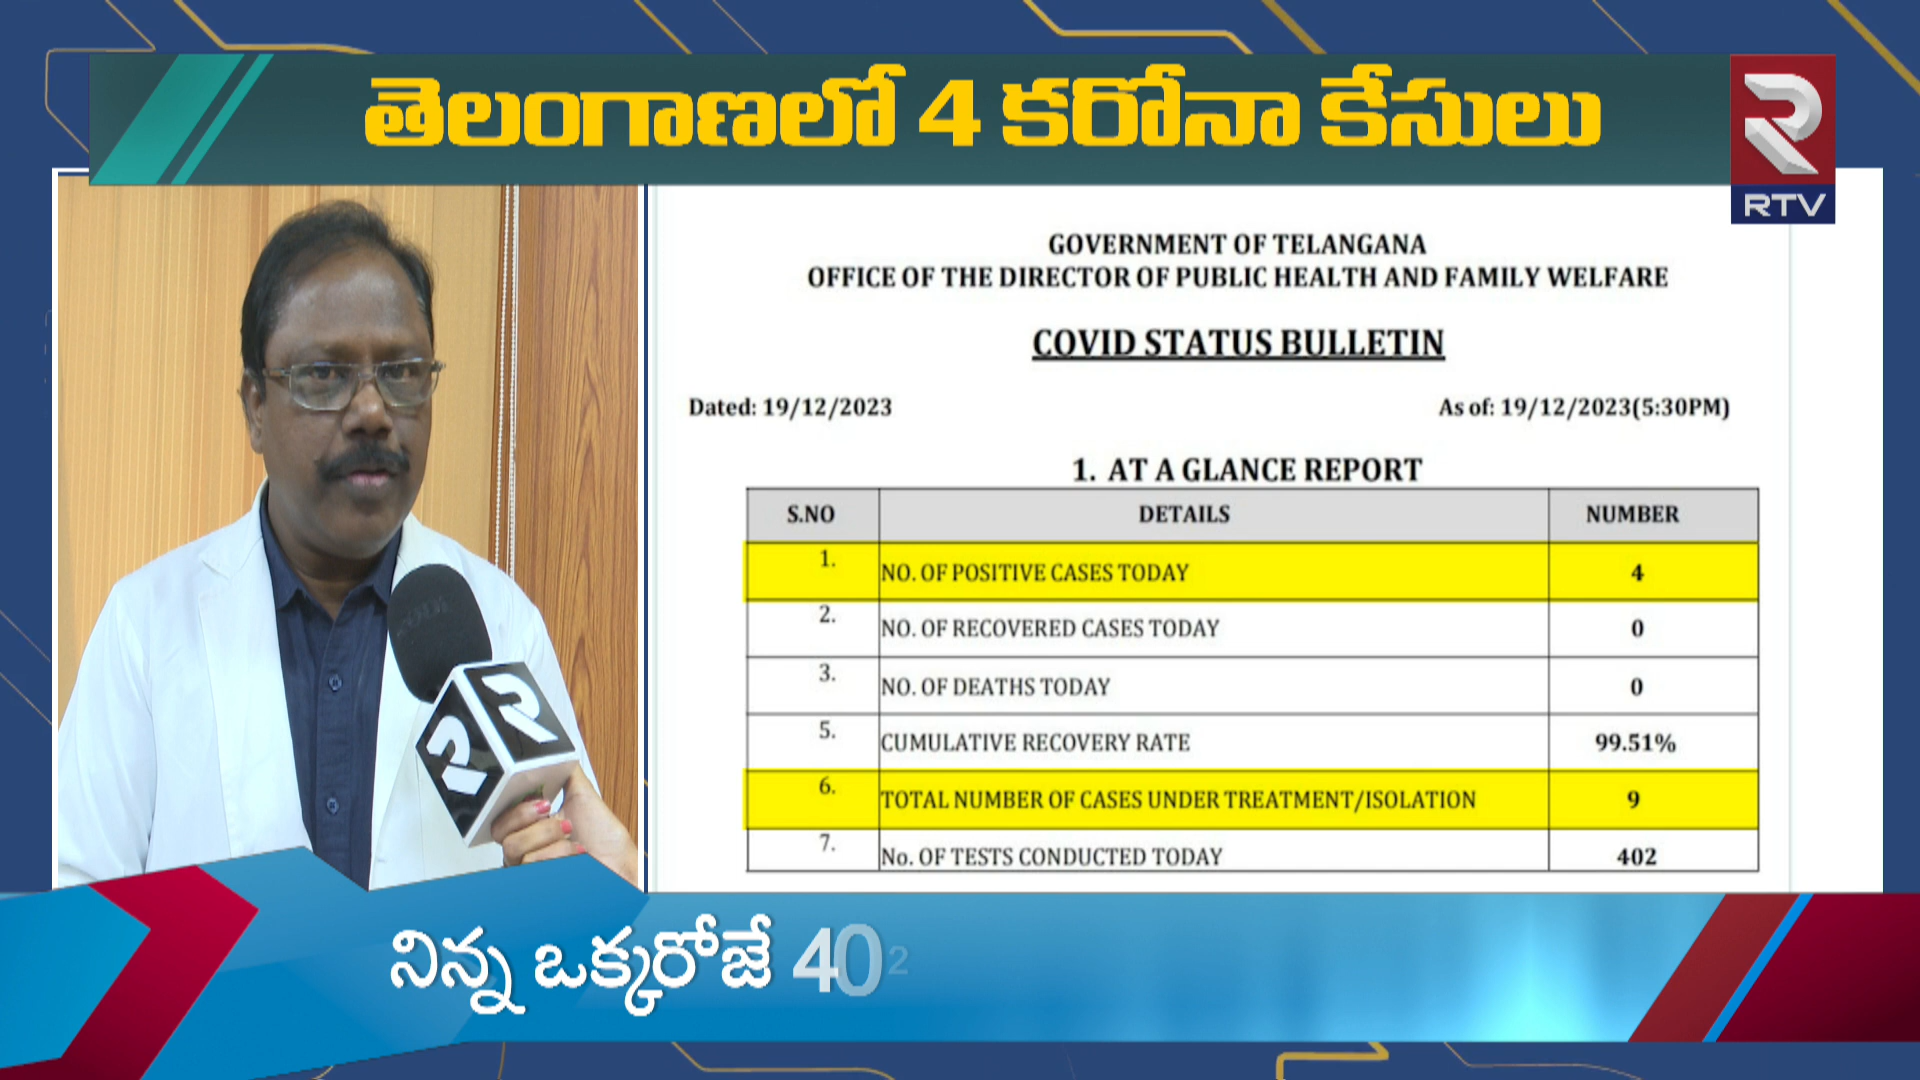 తెలంగాణలో 4 కరోనా కేసులు
RTV
GOVERNMENT OF TELANGANA
OFFICE OF THE DIRECTOR OF PUBLIC HEALTH AND FAMILY WELFARE
COVID STATUS BULLETIN
Dated: 19/12/2023 As of: 19/12/2023(5:30PM)
1. AT A GLANCE REPORT
S.NO DETAILS NUMBER
1. NO. OF POSITIVE CASES TODAY 4
2. NO. OF RECOVERED CASES TODAY 0
3. NO. OF DEATHS TODAY 0
5. CUMULATIVE RECOVERY RATE 99.51%
6. TOTAL NUMBER OF CASES UNDER TREATMENT/ISOLATION 9
7. No. OF TESTS CONDUCTED TODAY 402
నిన్న ఒక్కరోజే 402